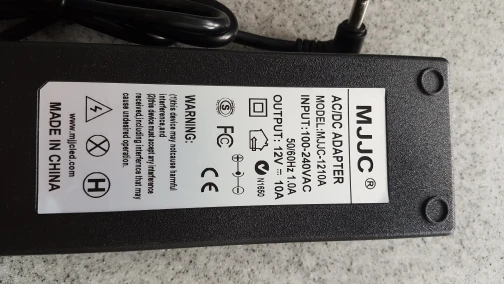 MJJC ®
AC/DC ADAPTER
MODEL:MJJC-1210A
INPUT:100-240VAC
50/60Hz 1.0A
OUTPUT: 12V ⎓ 10A
N1650
S
FC
CE
WARNING:
(1)this device may notcause harmful
interference,and
(2)this device must accept any interference
received,including interference that may
cause undesired operation.
H
www.mjjcled.com
MADE IN CHINA